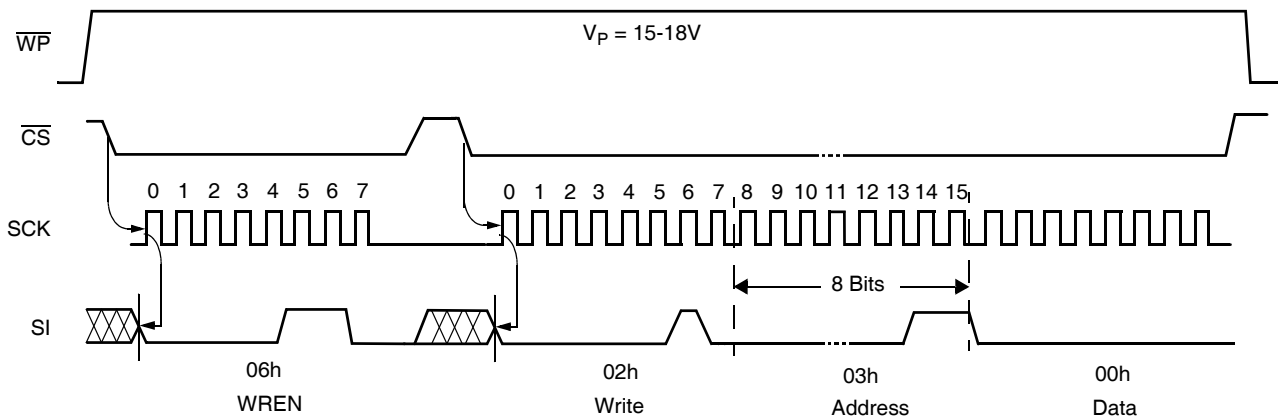 WP
V_P = 15-18V
CS
0 1 2 3 4 5 6 7
0 1 2 3 4 5 6 7 8 9 10 11 12 13 14 15
SCK
8 Bits
SI
06h
02h
03h
00h
WREN
Write
Address
Data